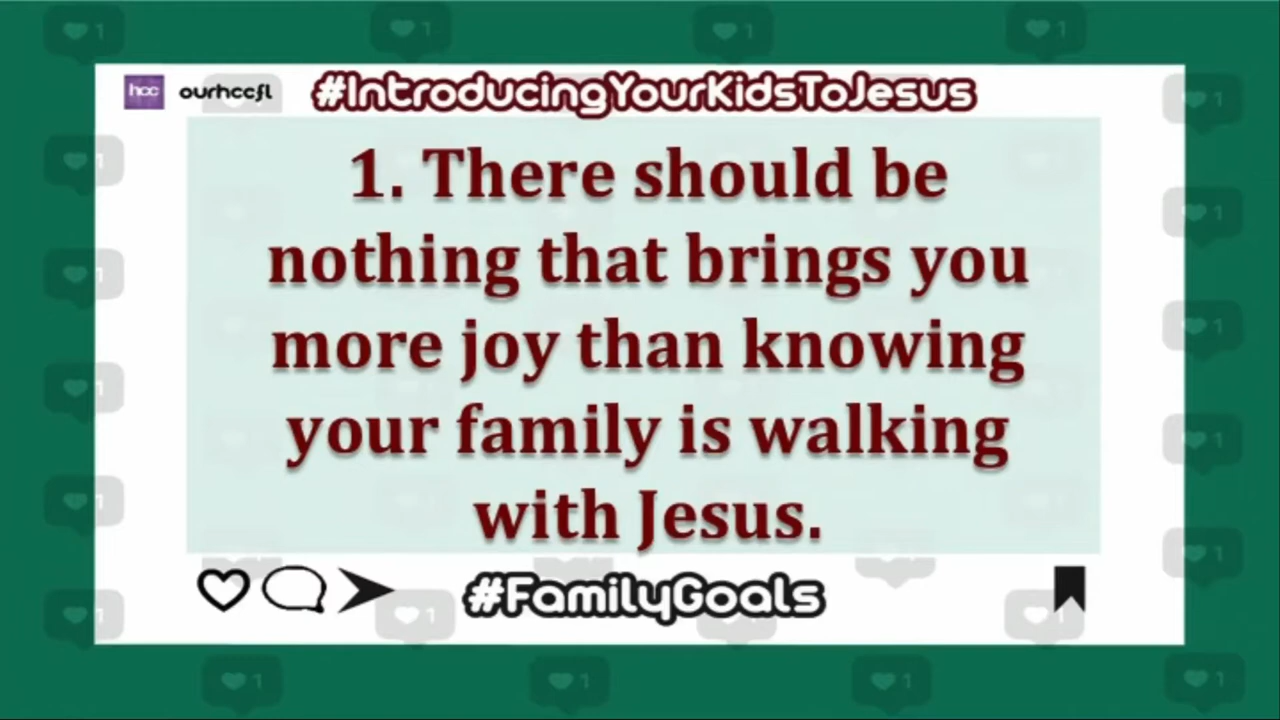 hcc ourhccfl #IntroducingYourKidsToJesus
1. There should be
nothing that brings you
more joy than knowing
your family is walking
with Jesus.
#FamilyGoals